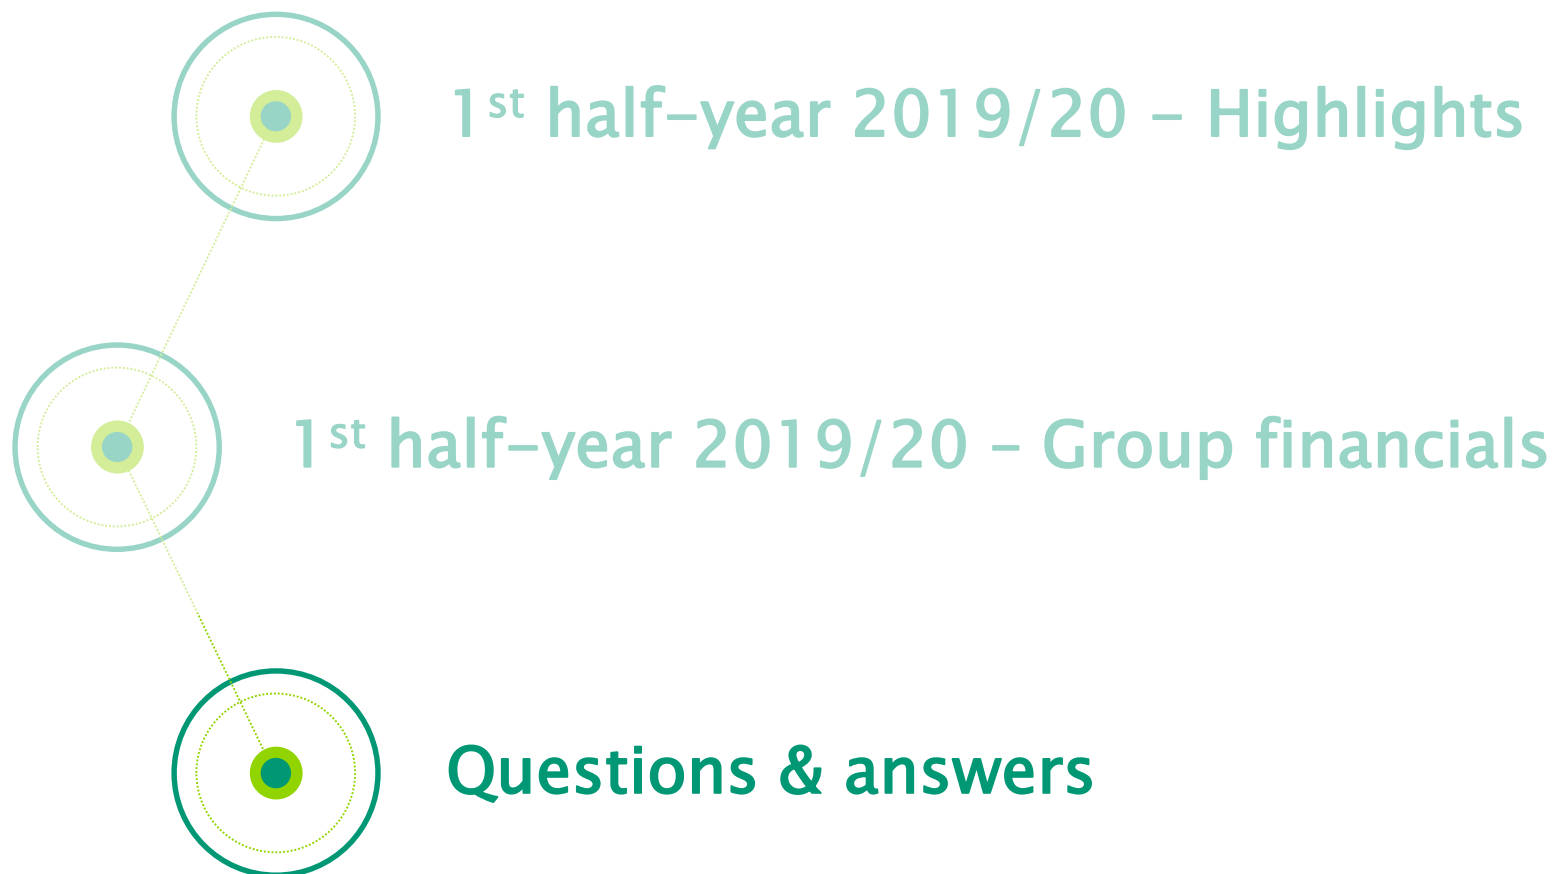 1st half-year 2019/20 – Highlights
1st half-year 2019/20 – Group financials
Questions & answers